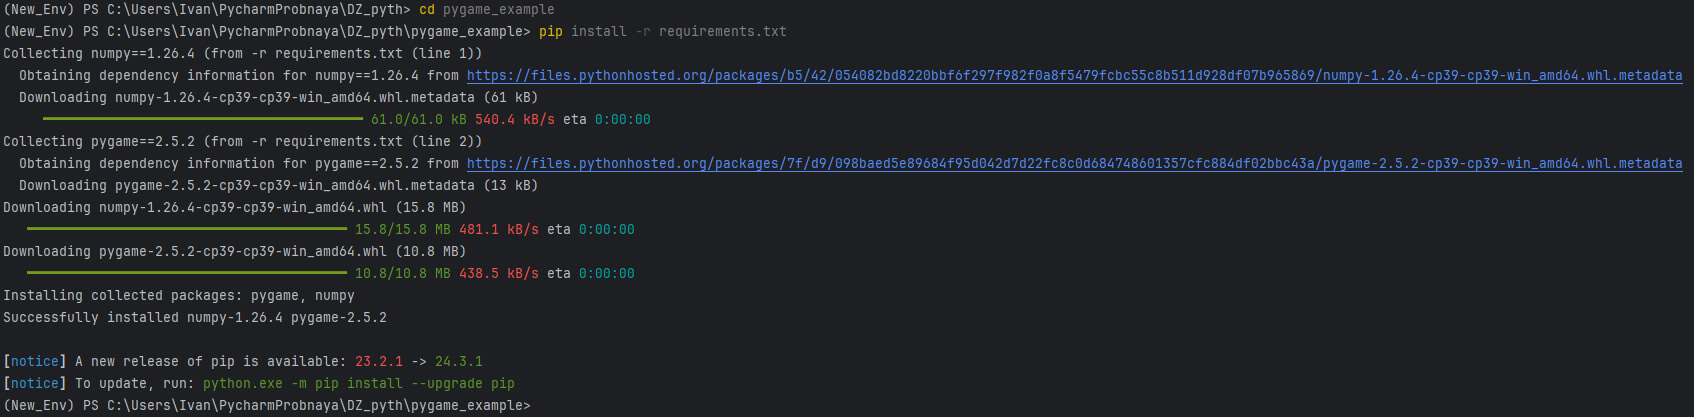 (New_Env) PS C:\Users\Ivan\PycharmProbnaya\DZ_pyth> cd pygame_example
(New_Env) PS C:\Users\Ivan\PycharmProbnaya\DZ_pyth\pygame_example> pip install -r requirements.txt
Collecting numpy==1.26.4 (from -r requirements.txt (line 1))
  Obtaining dependency information for numpy==1.26.4 from https://files.pythonhosted.org/packages/b5/42/054082bd8220bbf6f297f982f0a8f5479fcbc55c8b511d928df07b965869/numpy-1.26.4-cp39-cp39-win_amd64.whl.metadata
  Downloading numpy-1.26.4-cp39-cp39-win_amd64.whl.metadata (61 kB)
61.0/61.0 kB 540.4 kB/s eta 0:00:00
Collecting pygame==2.5.2 (from -r requirements.txt (line 2))
  Obtaining dependency information for pygame==2.5.2 from https://files.pythonhosted.org/packages/7f/d9/098baed5e89684f95d042d7d22fc8c0d684748601357cfc884df02bbc43a/pygame-2.5.2-cp39-cp39-win_amd64.whl.metadata
  Downloading pygame-2.5.2-cp39-cp39-win_amd64.whl.metadata (13 kB)
Downloading numpy-1.26.4-cp39-cp39-win_amd64.whl (15.8 MB)
15.8/15.8 MB 481.1 kB/s eta 0:00:00
Downloading pygame-2.5.2-cp39-cp39-win_amd64.whl (10.8 MB)
10.8/10.8 MB 438.5 kB/s eta 0:00:00
Installing collected packages: pygame, numpy
Successfully installed numpy-1.26.4 pygame-2.5.2
[notice] A new release of pip is available: 23.2.1 -> 24.3.1
[notice] To update, run: python.exe -m pip install --upgrade pip
(New_Env) PS C:\Users\Ivan\PycharmProbnaya\DZ_pyth\pygame_example>